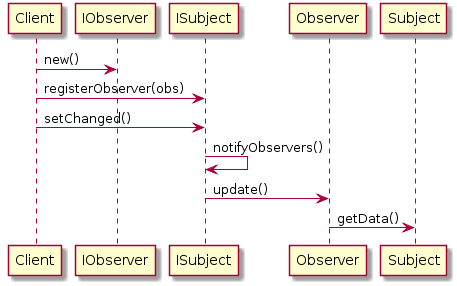 Client IObserver ISubject Observer Subject
new()
registerObserver(obs)
setChanged()
notifyObservers()
update()
getData()
Client IObserver ISubject Observer Subject